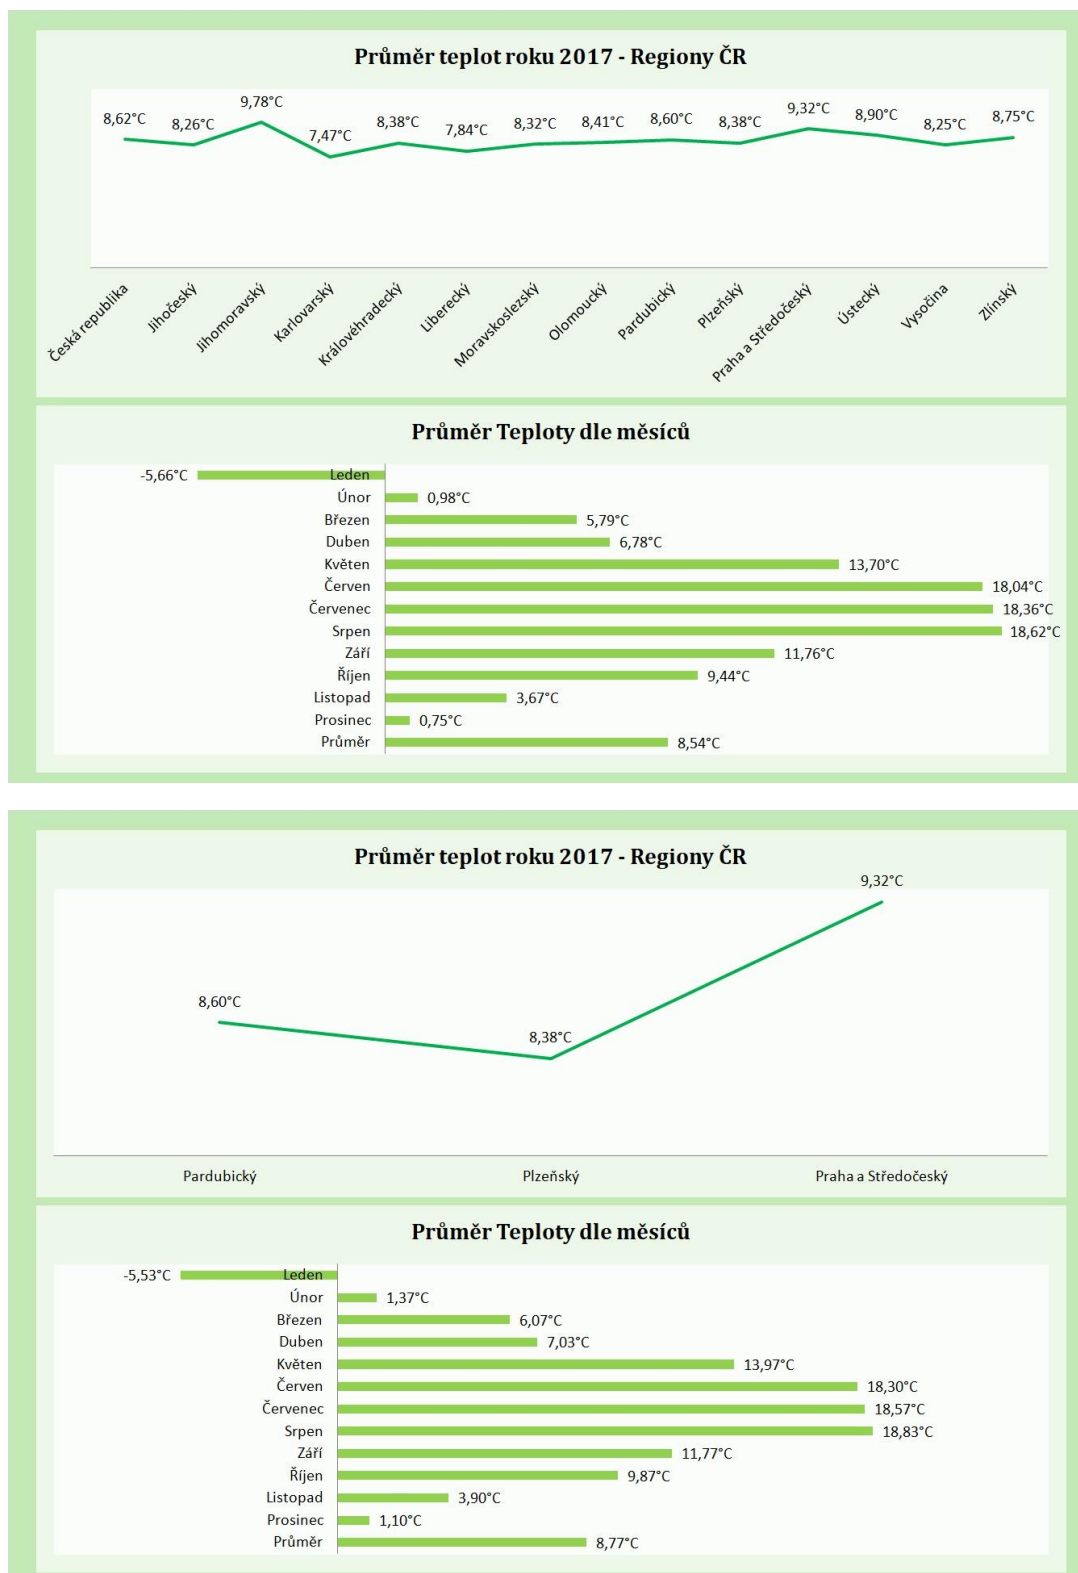 Průměr teplot roku 2017 - Regiony ČR
8,62°C 8,26°C 9,78°C 7,47°C 8,38°C 7,84°C 8,32°C 8,41°C 8,60°C 8,38°C 9,32°C 8,90°C 8,25°C 8,75°C
Česká republika Jihočeský Jihomoravský Karlovarský Královéhradecký Liberecký Moravskoslezský Olomoucký Pardubický Plzeňský Praha a Středočeský Ústecký Vysočina Zlínský
Průměr Teploty dle měsíců
-5,66°C Leden
Únor 0,98°C
Březen 5,79°C
Duben 6,78°C
Květen 13,70°C
Červen 18,04°C
Červenec 18,36°C
Srpen 18,62°C
Září 11,76°C
Říjen 9,44°C
Listopad 3,67°C
Prosinec 0,75°C
Průměr 8,54°C
Průměr teplot roku 2017 - Regiony ČR
8,60°C 8,38°C 9,32°C
Pardubický Plzeňský Praha a Středočeský
Průměr Teploty dle měsíců
-5,53°C Leden
Únor 1,37°C
Březen 6,07°C
Duben 7,03°C
Květen 13,97°C
Červen 18,30°C
Červenec 18,57°C
Srpen 18,83°C
Září 11,77°C
Říjen 9,87°C
Listopad 3,90°C
Prosinec 1,10°C
Průměr 8,77°C